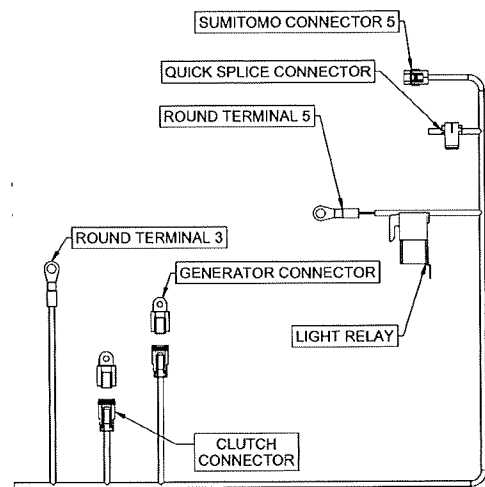 SUMITOMO CONNECTOR 5
QUICK SPLICE CONNECTOR
ROUND TERMINAL 5
ROUND TERMINAL 3
GENERATOR CONNECTOR
LIGHT RELAY
CLUTCH
CONNECTOR